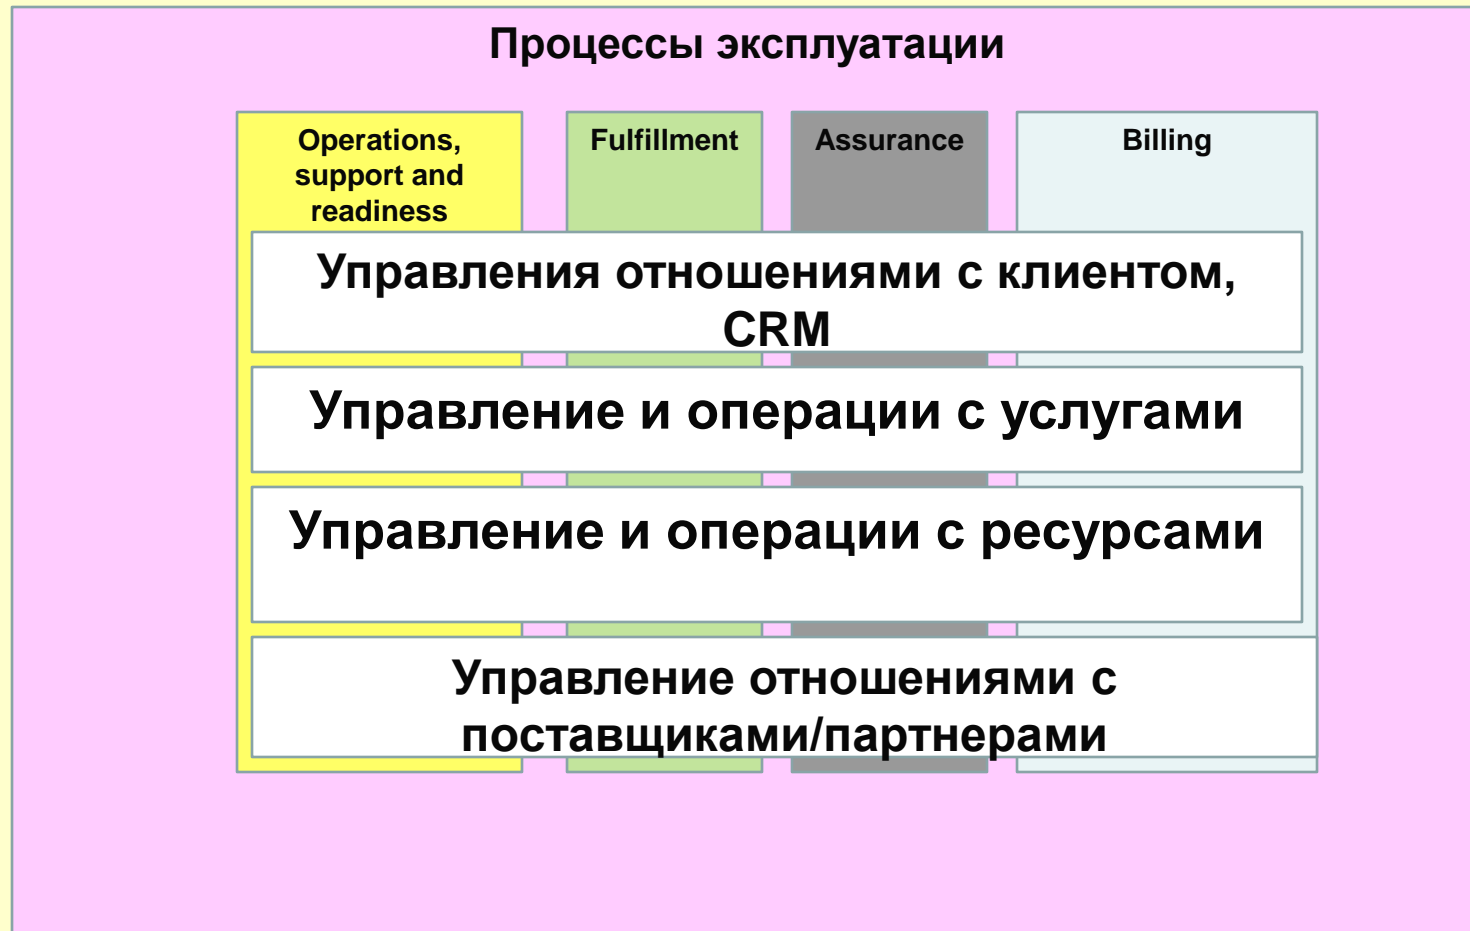 Процессы эксплуатации
Operations,
support and
readiness
Fulfillment
Assurance
Billing
Управления отношениями с клиентом,
CRM
Управление и операции с услугами
Управление и операции с ресурсами
Управление отношениями с
поставщиками/партнерами